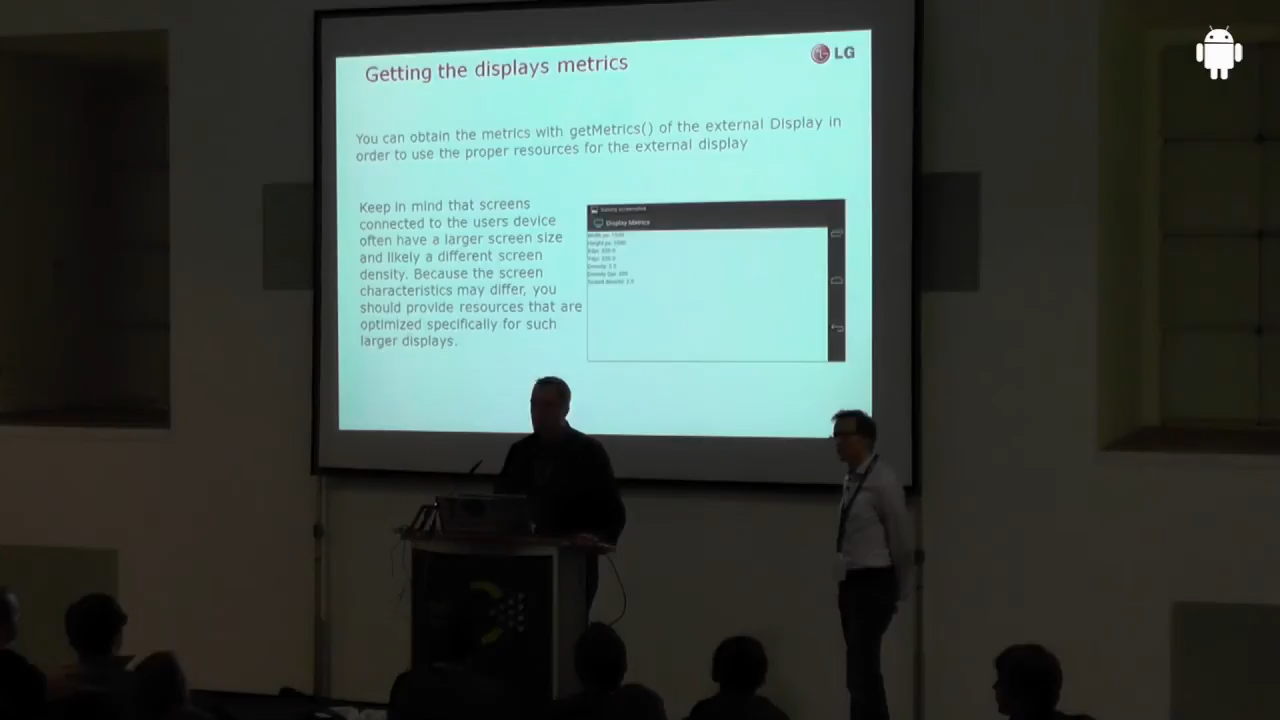 Getting the displays metrics
LG
You can obtain the metrics with getMetrics() of the external Display in
order to use the proper resources for the external display
Keep in mind that screens
connected to the users device
often have a larger screen size
and likely a different screen
density. Because the screen
characteristics may differ, you
should provide resources that are
optimized specifically for such
larger displays.
Display Metrics